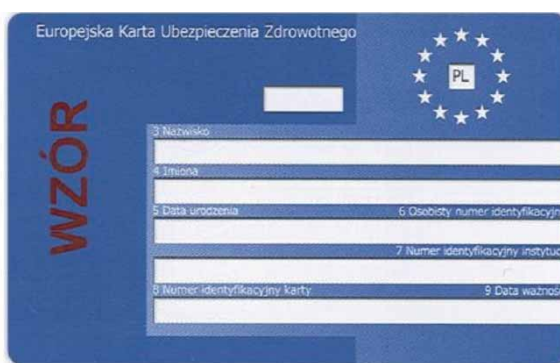 Europejska Karta Ubezpieczenia Zdrowotnego
PL
WZÓR
3 Nazwisko
4 Imiona
5 Data urodzenia 6 Osobisty numer identyfikacyjn
7 Numer identyfikacyjny instytuc
8 Numer identyfikacyjny karty 9 Data ważnoś